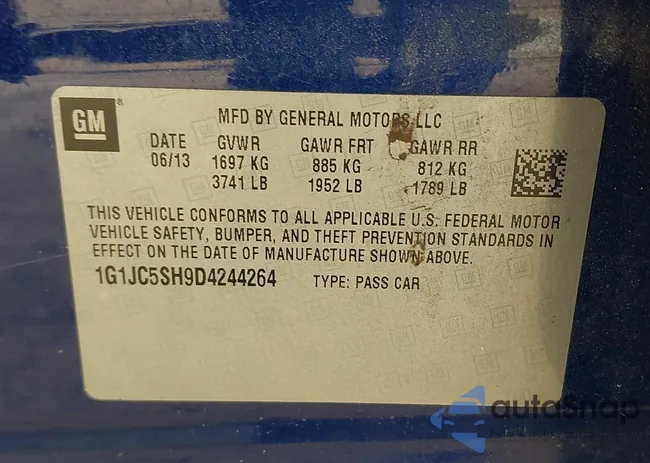 GM
®
MFD BY GENERAL MOTORS LLC
DATE GVWR GAWR FRT GAWR RR
06/13 1697 KG 885 KG 812 KG
3741 LB 1952 LB 1789 LB
THIS VEHICLE CONFORMS TO ALL APPLICABLE U.S. FEDERAL MOTOR
VEHICLE SAFETY, BUMPER, AND THEFT PREVENTION STANDARDS IN
EFFECT ON THE DATE OF MANUFACTURE SHOWN ABOVE.
1G1JC5SH9D4244264 TYPE: PASS CAR
autoSnap